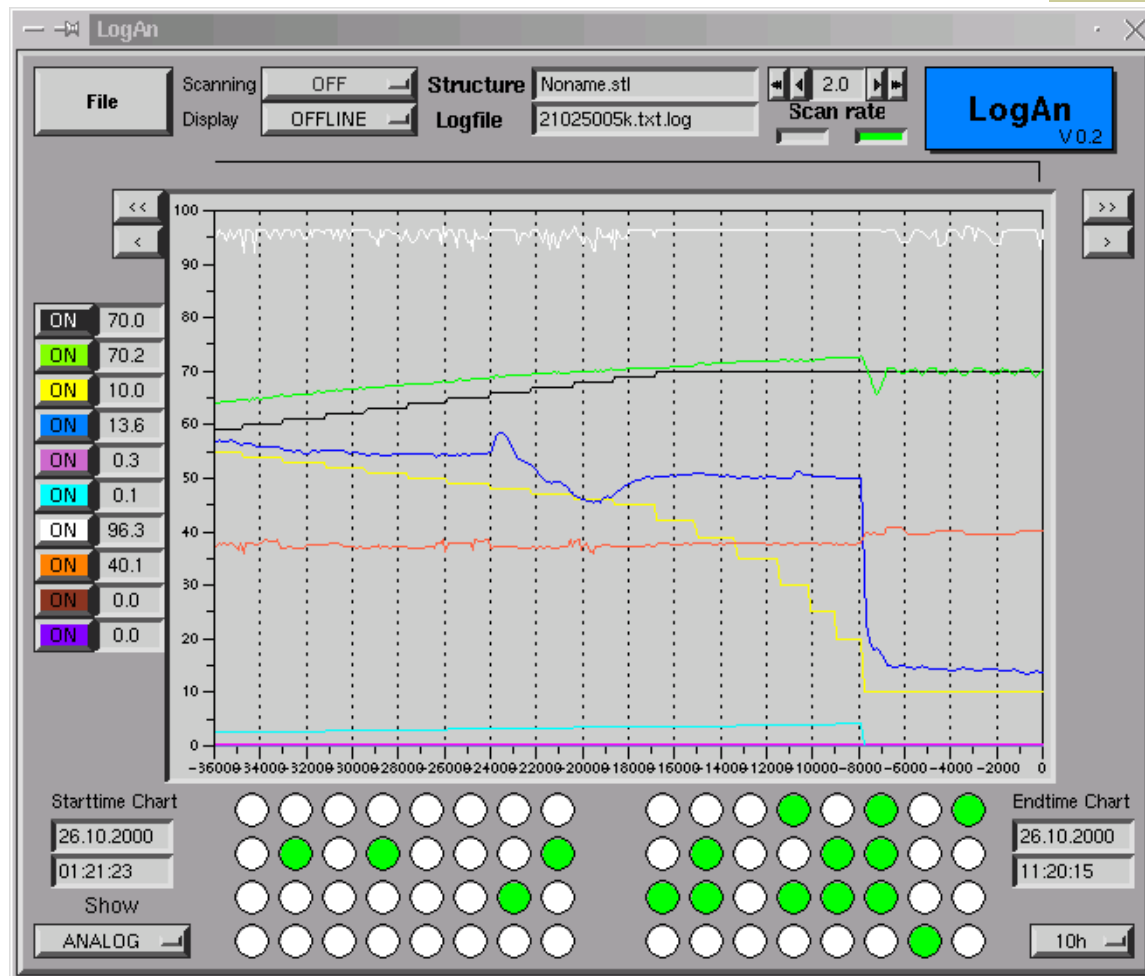 LogAn
File
Scanning OFF Structure Noname.stl 2.0
Display OFFLINE Logfile 21025005k.txt.log Scan rate
LogAn
V 0.2
<< >>
< >
100
90
80
70
60
50
40
30
20
10
0
ON 70.0
ON 70.2
ON 10.0
ON 13.6
ON 0.3
ON 0.1
ON 96.3
ON 40.1
ON 0.0
ON 0.0
-36000 -34000 -32000 -30000 -28000 -26000 -24000 -22000 -20000 -18000 -16000 -14000 -12000 -10000 -8000 -6000 -4000 -2000 0
Starttime Chart
26.10.2000
01:21:23
Show
ANALOG
Endtime Chart
26.10.2000
11:20:15
10h